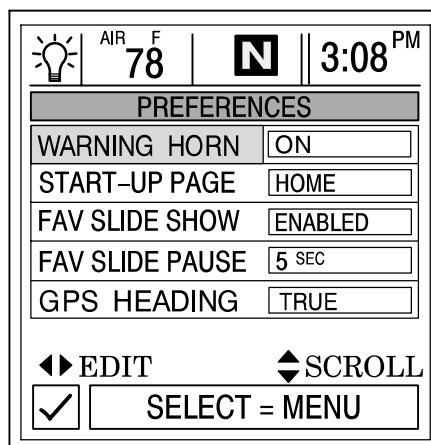 AIR F
78 N 3:08 PM
PREFERENCES
WARNING HORN ON
START–UP PAGE HOME
FAV SLIDE SHOW ENABLED
FAV SLIDE PAUSE 5 SEC
GPS HEADING TRUE
EDIT SCROLL
SELECT = MENU